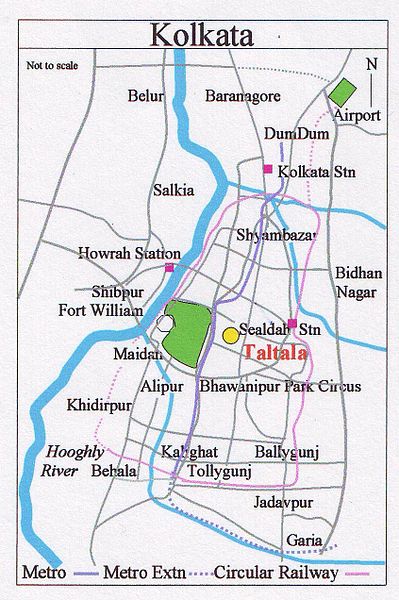 Kolkata
Not to scale
N
Belur
Baranagore
Airport
DumDum
Kolkata Stn
Salkia
Shyambazar
Howrah Station
Bidhan
Nagar
Shibpur
Fort William
Sealdah Stn
Maidan
Taltala
Alipur
Bhawanipur
Park Circus
Khidirpur
Hooghly
River
Kalighat
Ballygunj
Behala
Tollygunj
Jadavpur
Garia
Metro
Metro Extn
Circular Railway